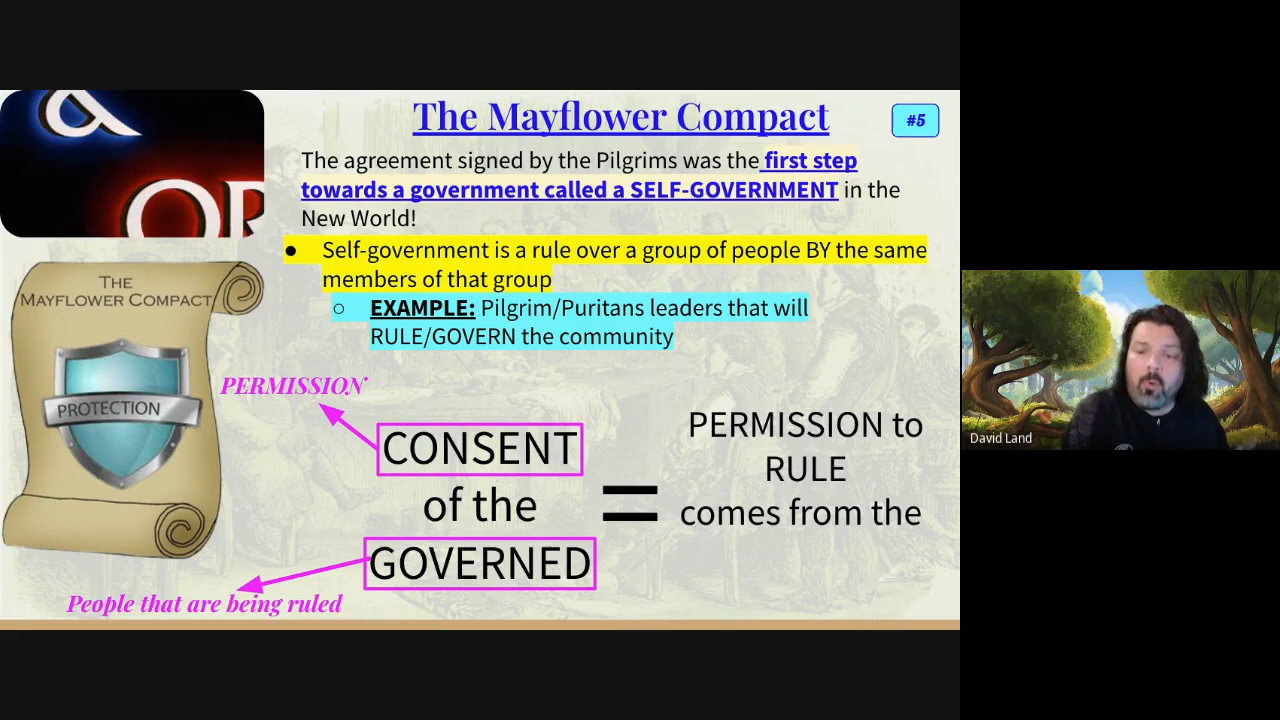 &
OR
The Mayflower Compact
#5
The agreement signed by the Pilgrims was the first step
towards a government called a SELF-GOVERNMENT in the
New World!
● Self-government is a rule over a group of people BY the same
members of that group
○ EXAMPLE: Pilgrim/Puritans leaders that will
RULE/GOVERN the community
THE
MAYFLOWER COMPACT
PROTECTION
PERMISSION
CONSENT
of the
GOVERNED
People that are being ruled
=
PERMISSION to
RULE
comes from the
David Land